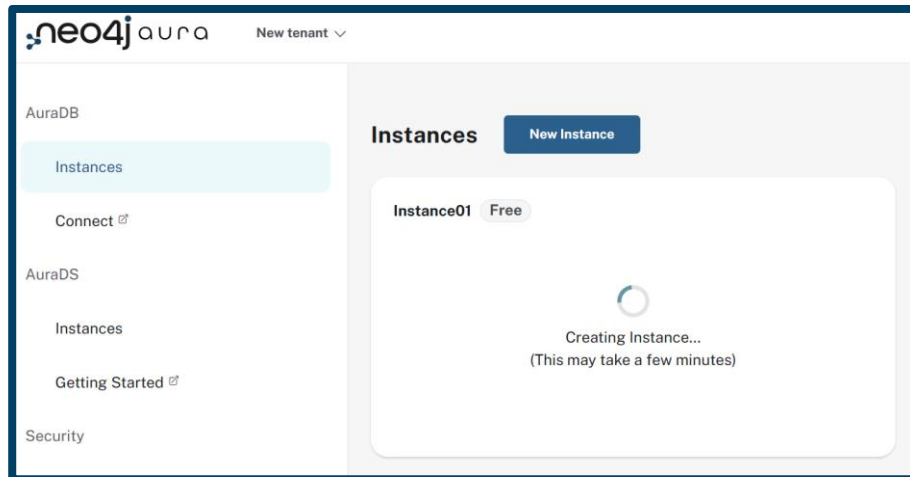 neo4j aura
New tenant
AuraDB
Instances
Connect
AuraDS
Instances
Getting Started
Security
Instances
New Instance
Instance01 Free
Creating Instance...
(This may take a few minutes)